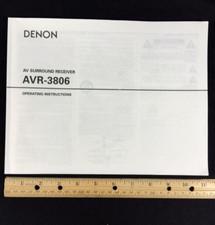 DENON
AV SURROUND RECEIVER
AVR-3806
OPERATING INSTRUCTIONS